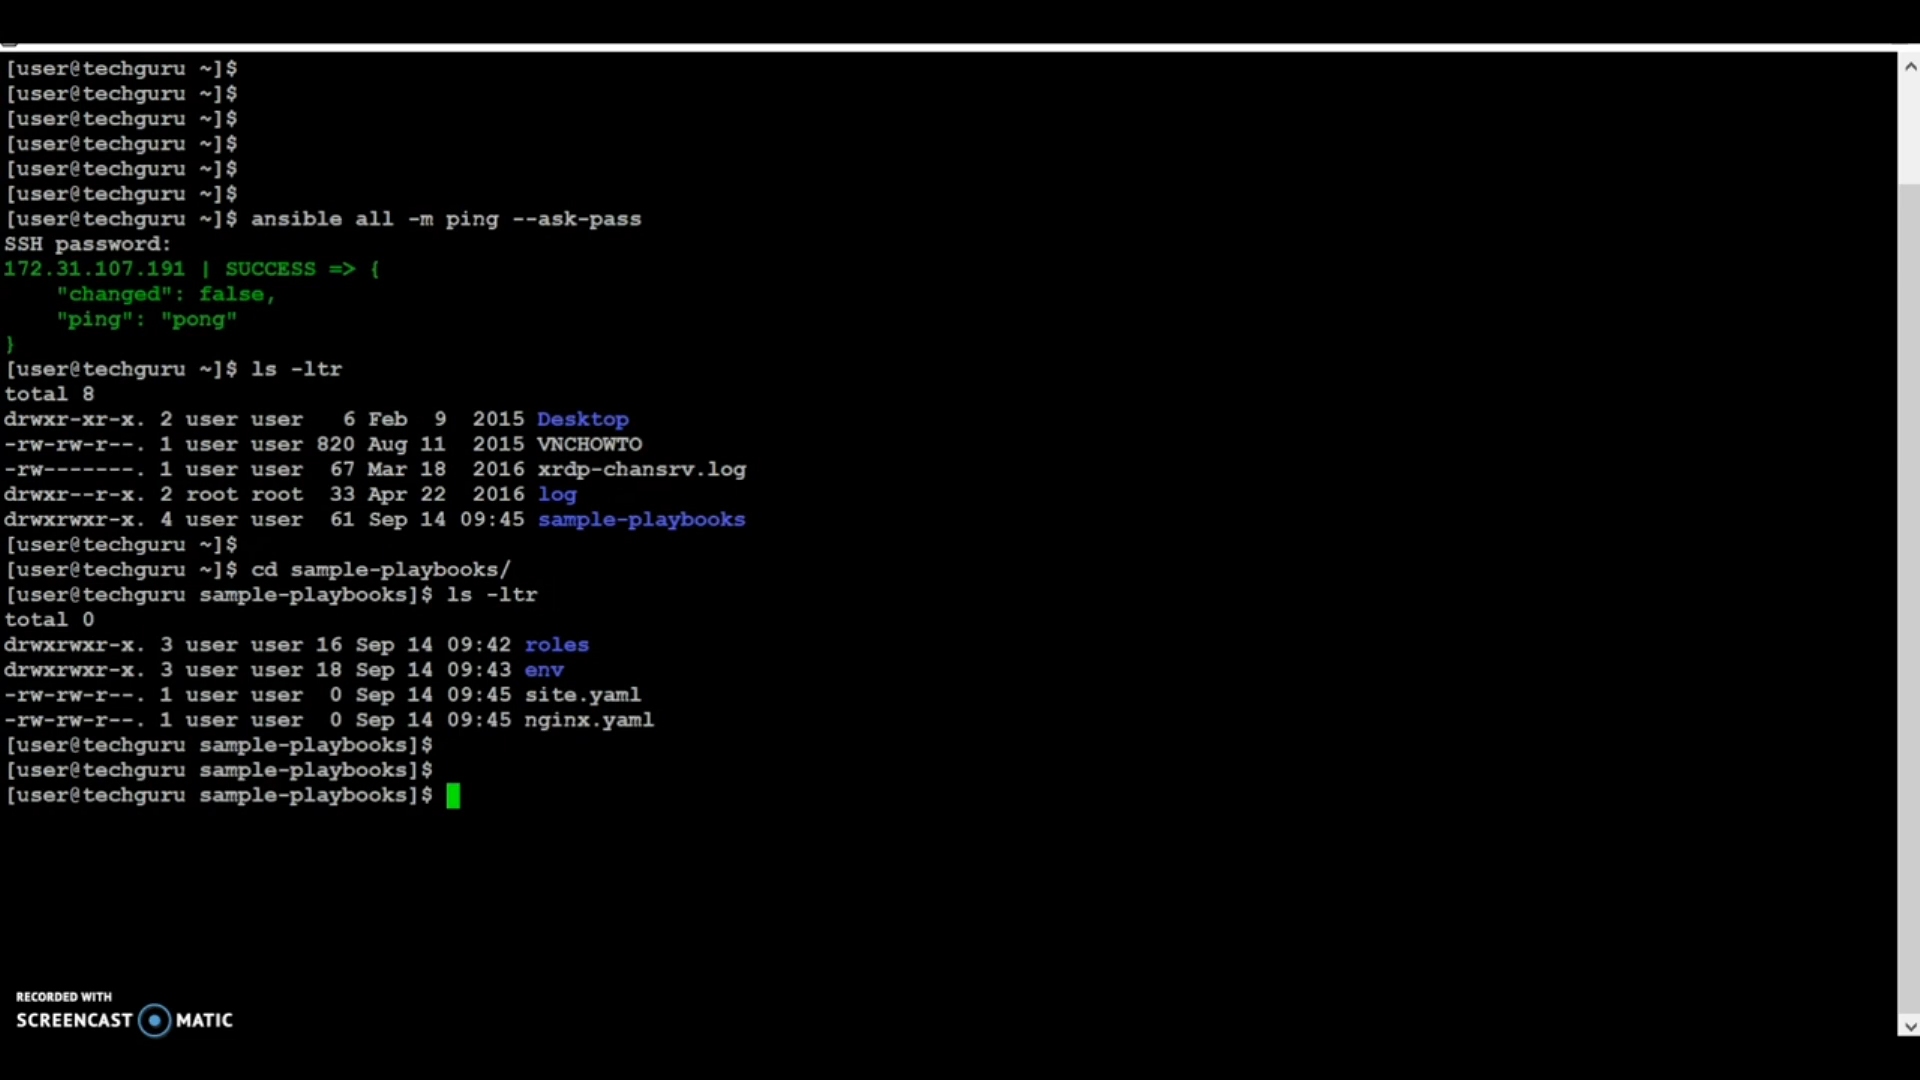 [user@techguru ~]$
[user@techguru ~]$
[user@techguru ~]$
[user@techguru ~]$
[user@techguru ~]$
[user@techguru ~]$
[user@techguru ~]$ ansible all -m ping --ask-pass
SSH password:
172.31.107.191 | SUCCESS => {
    "changed": false,
    "ping": "pong"
}
[user@techguru ~]$ ls -ltr
total 8
drwxr-xr-x. 2 user user   6 Feb  9  2015 Desktop
-rw-rw-r--. 1 user user 820 Aug 11  2015 VNCHOWTO
-rw-------. 1 user user  67 Mar 18  2016 xrdp-chansrv.log
drwxr--r-x. 2 root root  33 Apr 22  2016 log
drwxrwxr-x. 4 user user  61 Sep 14 09:45 sample-playbooks
[user@techguru ~]$
[user@techguru ~]$ cd sample-playbooks/
[user@techguru sample-playbooks]$ ls -ltr
total 0
drwxrwxr-x. 3 user user 16 Sep 14 09:42 roles
drwxrwxr-x. 3 user user 18 Sep 14 09:43 env
-rw-rw-r--. 1 user user  0 Sep 14 09:45 site.yaml
-rw-rw-r--. 1 user user  0 Sep 14 09:45 nginx.yaml
[user@techguru sample-playbooks]$
[user@techguru sample-playbooks]$
[user@techguru sample-playbooks]$
RECORDED WITH
SCREENCAST MATIC